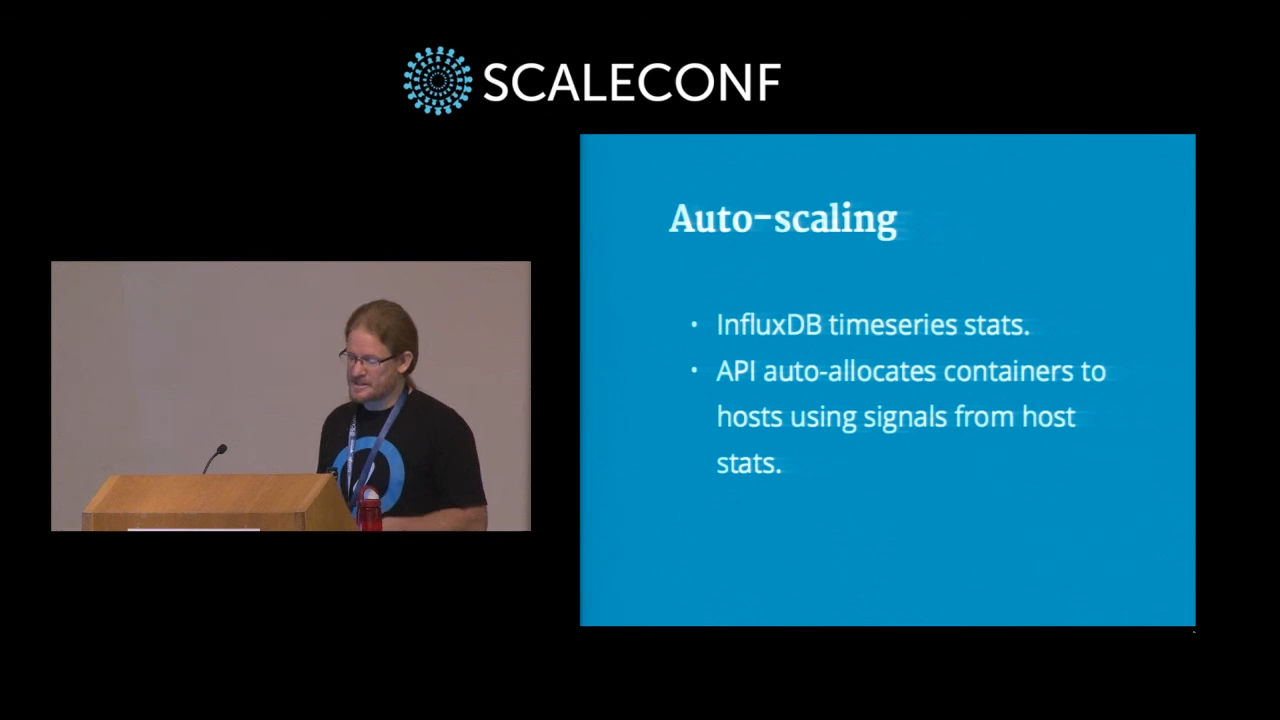 SCALECONF
Auto-scaling
• InfluxDB timeseries stats.
• API auto-allocates containers to
hosts using signals from host
stats.